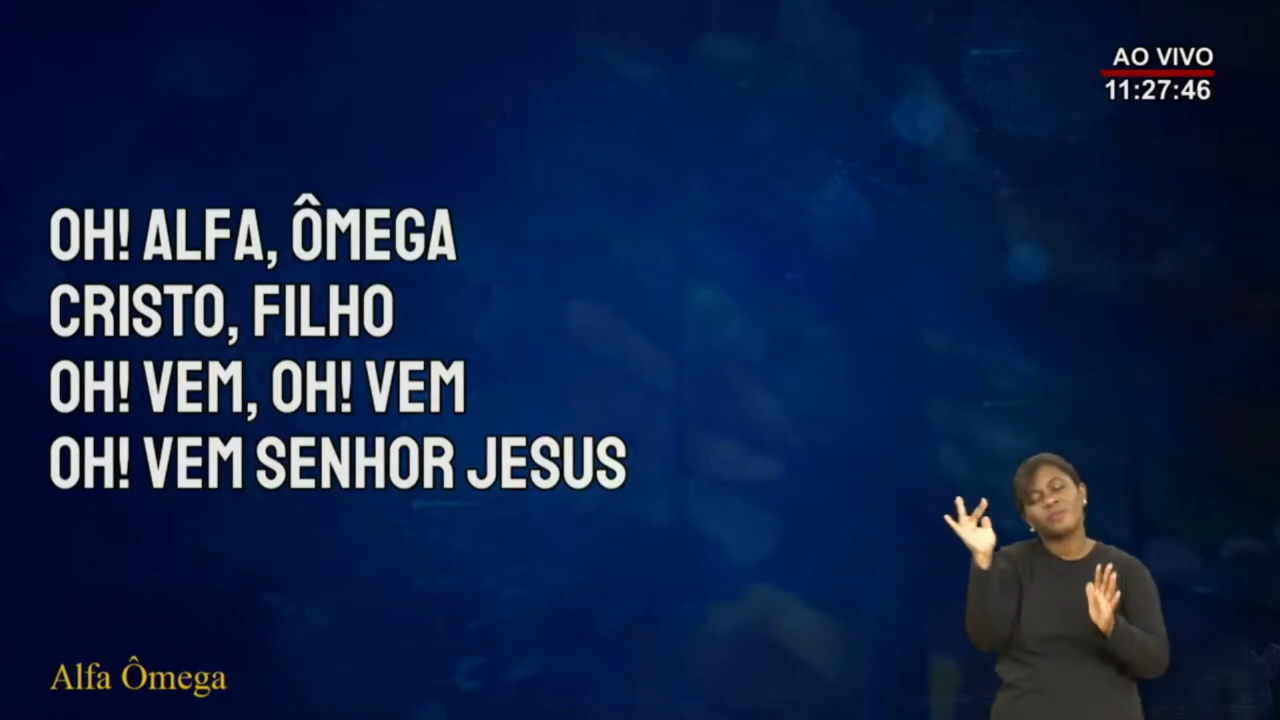 AO VIVO
11:27:46
OH! ALFA, ÔMEGA
CRISTO, FILHO
OH! VEM, OH! VEM
OH! VEM SENHOR JESUS
Alfa Ômega